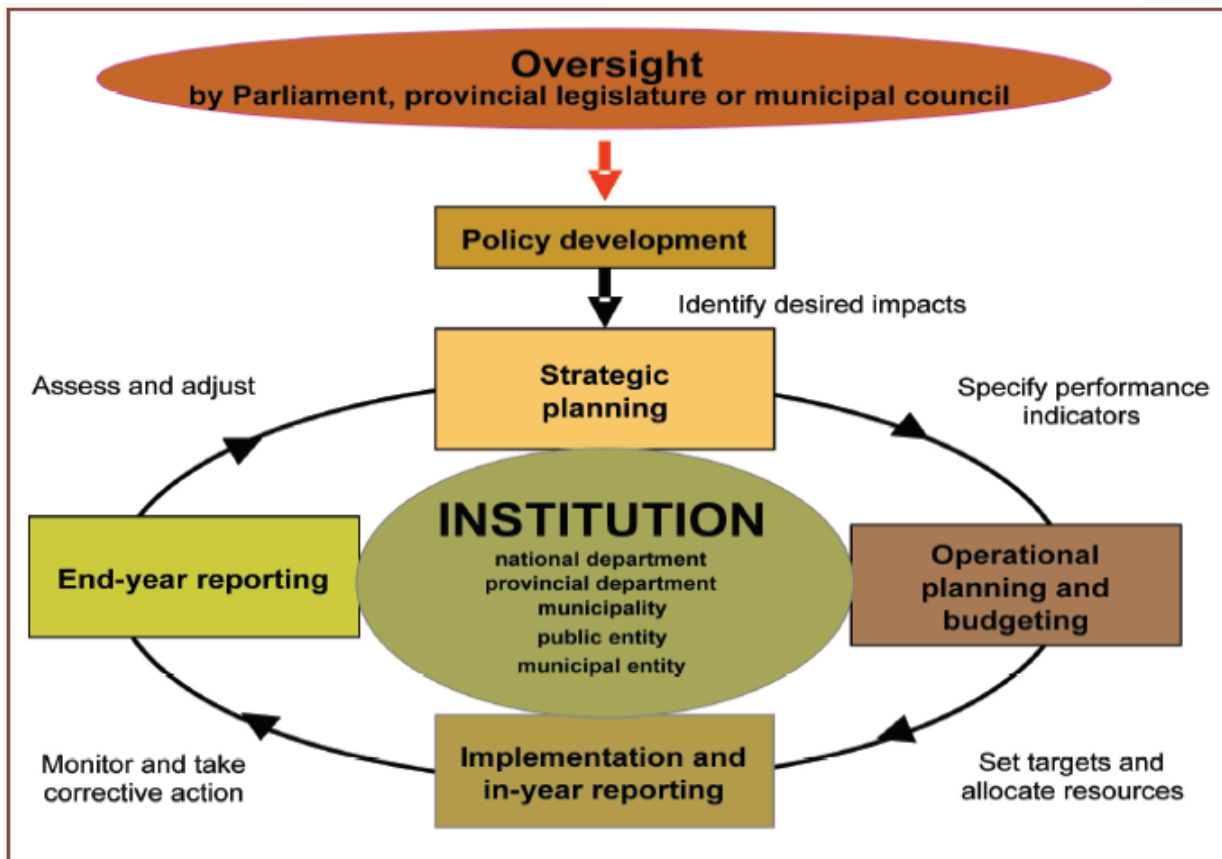 Oversight
by Parliament, provincial legislature or municipal council
Policy development
Identify desired impacts
Strategic
planning
Assess and adjust
Specify performance
indicators
INSTITUTION
national department
provincial department
municipality
public entity
municipal entity
End-year reporting
Operational
planning and
budgeting
Implementation and
in-year reporting
Monitor and take
corrective action
Set targets and
allocate resources